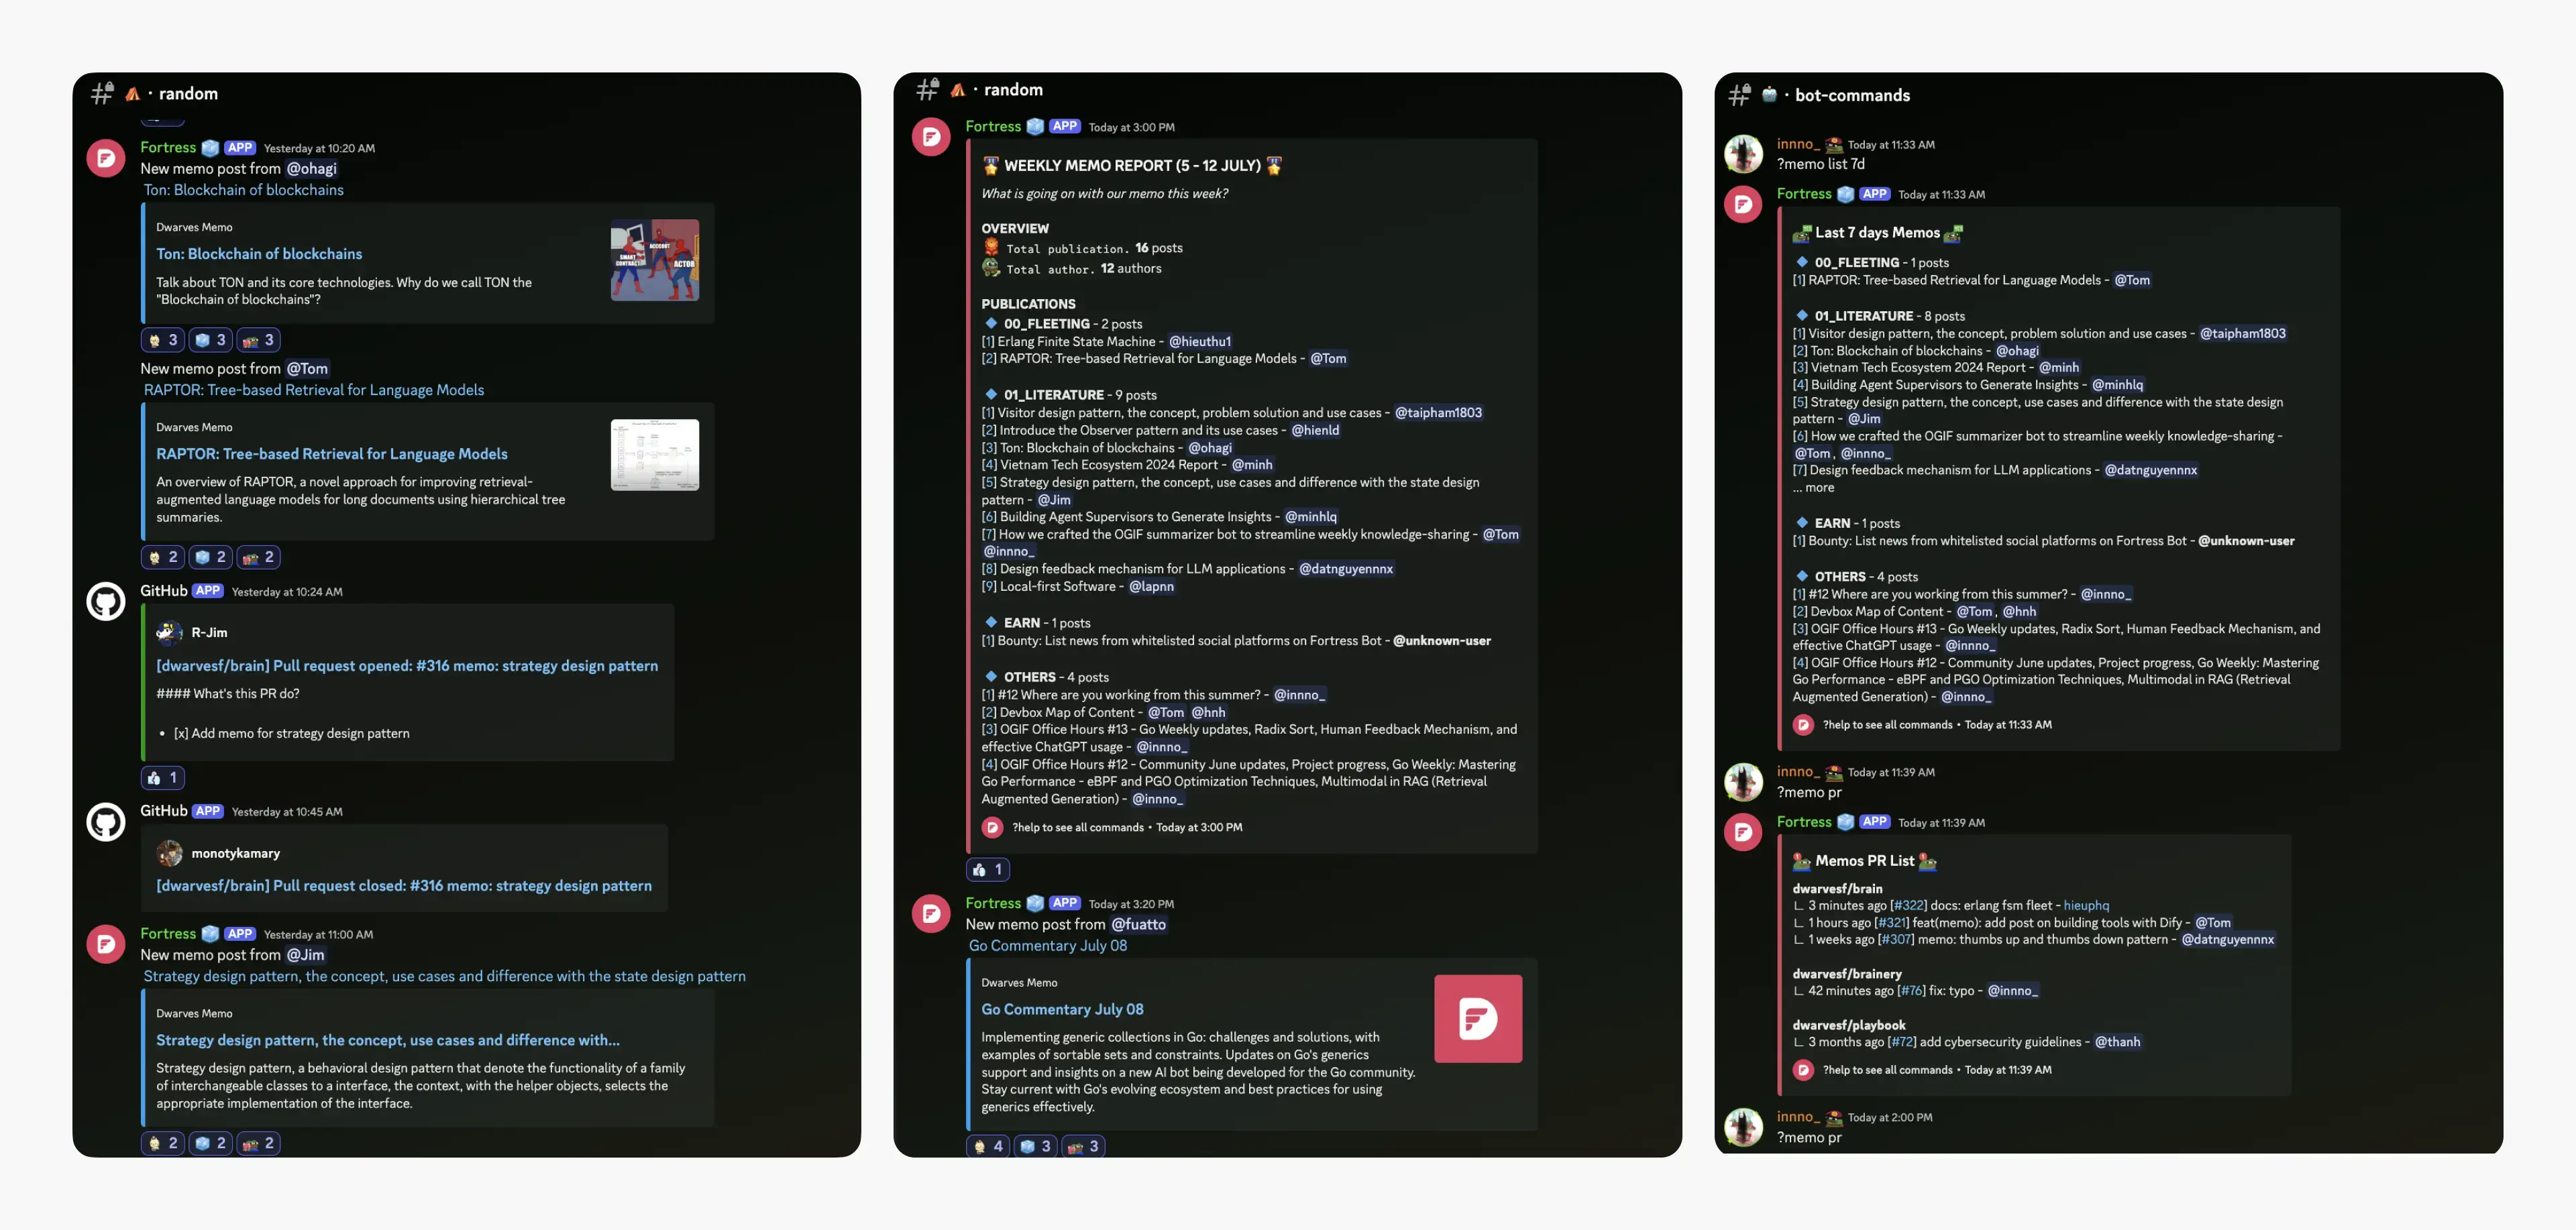 · random
Fortress APP Yesterday at 10:20 AM
New memo post from @ohagi
Ton: Blockchain of blockchains
Dwarves Memo
Ton: Blockchain of blockchains
Talk about TON and its core technologies. Why do we call TON the
"Blockchain of blockchains"?
SMART CONTRACT
ACCOUNT
ACTOR
3 3 3
New memo post from @Tom
RAPTOR: Tree-based Retrieval for Language Models
Dwarves Memo
RAPTOR: Tree-based Retrieval for Language Models
An overview of RAPTOR, a novel approach for improving retrieval-
augmented language models for long documents using hierarchical tree
summaries.
2 2 2
GitHub APP Yesterday at 10:24 AM
R-Jim
[dwarvesf/brain] Pull request opened: #316 memo: strategy design pattern
#### What's this PR do?
• [x] Add memo for strategy design pattern
1
GitHub APP Yesterday at 10:45 AM
monotykamary
[dwarvesf/brain] Pull request closed: #316 memo: strategy design pattern
Fortress APP Yesterday at 11:00 AM
New memo post from @Jim
Strategy design pattern, the concept, use cases and difference with the state design pattern
Dwarves Memo
Strategy design pattern, the concept, use cases and difference with...
Strategy design pattern, a behavioral design pattern that denote the functionality of a family
of interchangeable classes to a interface, the context, with the helper objects, selects the
appropriate implementation of the interface.
2 2 2
· random
Fortress APP Today at 3:00 PM
WEEKLY MEMO REPORT (5 - 12 JULY)
What is going on with our memo this week?
OVERVIEW
Total publication. 16 posts
Total author. 12 authors
PUBLICATIONS
00_FLEETING - 2 posts
[1] Erlang Finite State Machine - @hieuthu1
[2] RAPTOR: Tree-based Retrieval for Language Models - @Tom
01_LITERATURE - 9 posts
[1] Visitor design pattern, the concept, problem solution and use cases - @taipham1803
[2] Introduce the Observer pattern and its use cases - @hienld
[3] Ton: Blockchain of blockchains - @ohagi
[4] Vietnam Tech Ecosystem 2024 Report - @minh
[5] Strategy design pattern, the concept, use cases and difference with the state design
pattern - @Jim
[6] Building Agent Supervisors to Generate Insights - @minhlq
[7] How we crafted the OGIF summarizer bot to streamline weekly knowledge-sharing - @Tom
@innno_
[8] Design feedback mechanism for LLM applications - @datnguyennnx
[9] Local-first Software - @lapnn
EARN - 1 posts
[1] Bounty: List news from whitelisted social platforms on Fortress Bot - @unknown-user
OTHERS - 4 posts
[1] #12 Where are you working from this summer? - @innno_
[2] Devbox Map of Content - @Tom @hnh
[3] OGIF Office Hours #13 - Go Weekly updates, Radix Sort, Human Feedback Mechanism, and
effective ChatGPT usage - @innno_
[4] OGIF Office Hours #12 - Community June updates, Project progress, Go Weekly: Mastering
Go Performance - eBPF and PGO Optimization Techniques, Multimodal in RAG (Retrieval
Augmented Generation) - @innno_
?help to see all commands • Today at 3:00 PM
1
Fortress APP Today at 3:20 PM
New memo post from @fuatto
Go Commentary July 08
Dwarves Memo
Go Commentary July 08
Implementing generic collections in Go: challenges and solutions, with
examples of sortable sets and constraints. Updates on Go's generics
support and insights on a new AI bot being developed for the Go community.
Stay current with Go's evolving ecosystem and best practices for using
generics effectively.
4 3 3
· bot-commands
innno_ Today at 11:33 AM
?memo list 7d
Fortress APP Today at 11:33 AM
Last 7 days Memos
00_FLEETING - 1 posts
[1] RAPTOR: Tree-based Retrieval for Language Models - @Tom
01_LITERATURE - 8 posts
[1] Visitor design pattern, the concept, problem solution and use cases - @taipham1803
[2] Ton: Blockchain of blockchains - @ohagi
[3] Vietnam Tech Ecosystem 2024 Report - @minh
[4] Building Agent Supervisors to Generate Insights - @minhlq
[5] Strategy design pattern, the concept, use cases and difference with the state design
pattern - @Jim
[6] How we crafted the OGIF summarizer bot to streamline weekly knowledge-sharing -
@Tom, @innno_
[7] Design feedback mechanism for LLM applications - @datnguyennnx
... more
EARN - 1 posts
[1] Bounty: List news from whitelisted social platforms on Fortress Bot - @unknown-user
OTHERS - 4 posts
[1] #12 Where are you working from this summer? - @innno_
[2] Devbox Map of Content - @Tom, @hnh
[3] OGIF Office Hours #13 - Go Weekly updates, Radix Sort, Human Feedback Mechanism, and
effective ChatGPT usage - @innno_
[4] OGIF Office Hours #12 - Community June updates, Project progress, Go Weekly: Mastering
Go Performance - eBPF and PGO Optimization Techniques, Multimodal in RAG (Retrieval
Augmented Generation) - @innno_
?help to see all commands • Today at 11:33 AM
innno_ Today at 11:39 AM
?memo pr
Fortress APP Today at 11:39 AM
Memos PR List
dwarvesf/brain
∟ 3 minutes ago [#322] docs: erlang fsm fleet - hieuphq
∟ 1 hours ago [#321] feat(memo): add post on building tools with Dify - @Tom
∟ 1 weeks ago [#307] memo: thumbs up and thumbs down pattern - @datnguyennnx
dwarvesf/brainery
∟ 42 minutes ago [#76] fix: typo - @innno_
dwarvesf/playbook
∟ 3 months ago [#72] add cybersecurity guidelines - @thanh
?help to see all commands • Today at 11:39 AM
innno_ Today at 2:00 PM
?memo pr